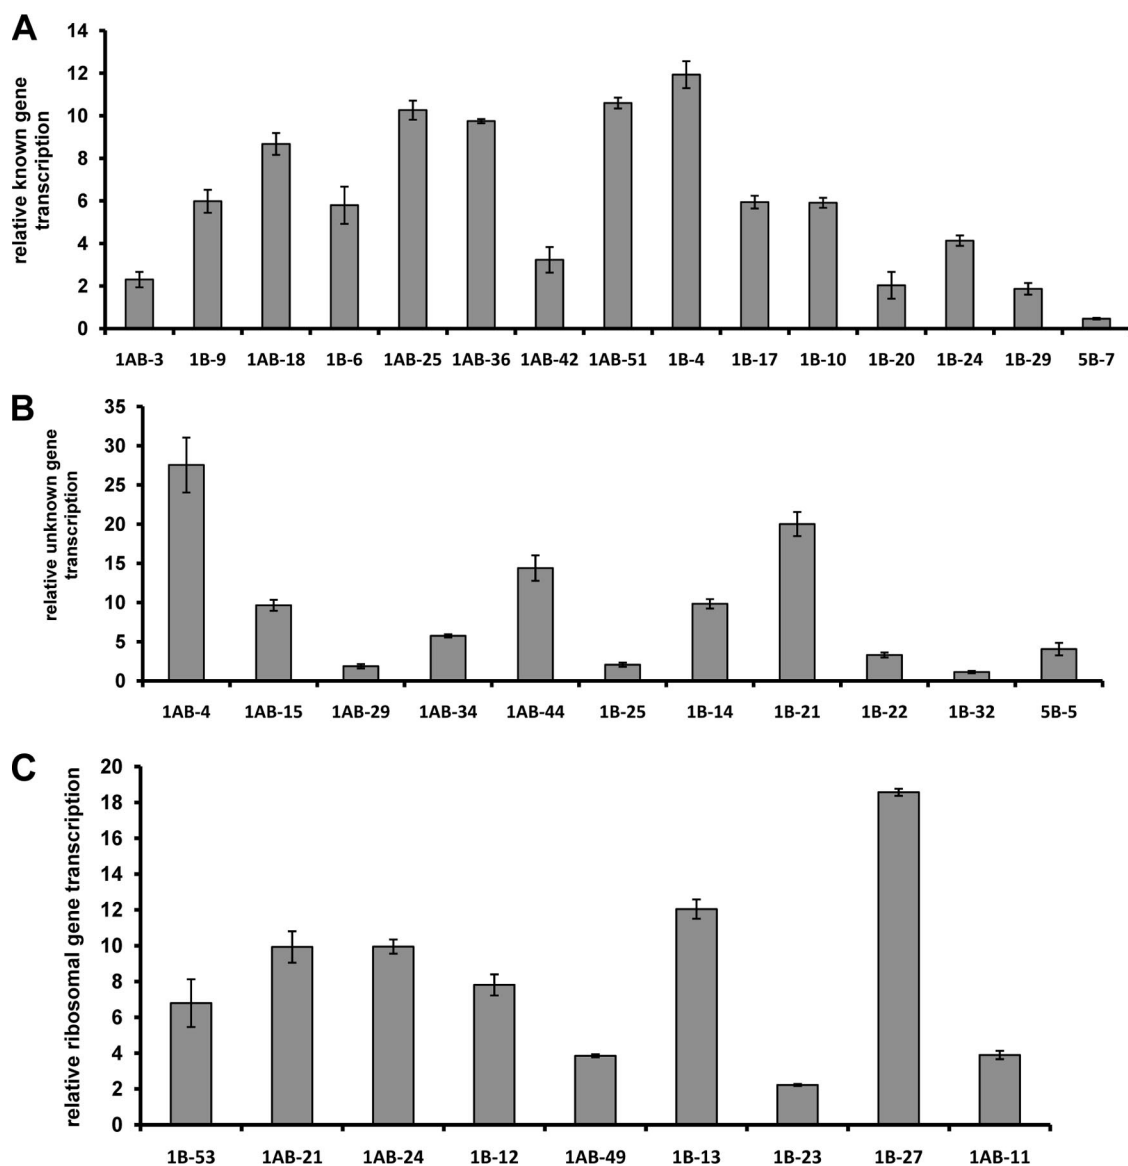 A
relative known gene
transcription
14
12
10
8
6
4
2
0
1AB-3 1B-9 1AB-18 1B-6 1AB-25 1AB-36 1AB-42 1AB-51 1B-4 1B-17 1B-10 1B-20 1B-24 1B-29 5B-7
B
relative unknown gene
transcription
35
30
25
20
15
10
5
0
1AB-4 1AB-15 1AB-29 1AB-34 1AB-44 1B-25 1B-14 1B-21 1B-22 1B-32 5B-5
C
relative ribosomal gene transcription
20
18
16
14
12
10
8
6
4
2
0
1B-53 1AB-21 1AB-24 1B-12 1AB-49 1B-13 1B-23 1B-27 1AB-11